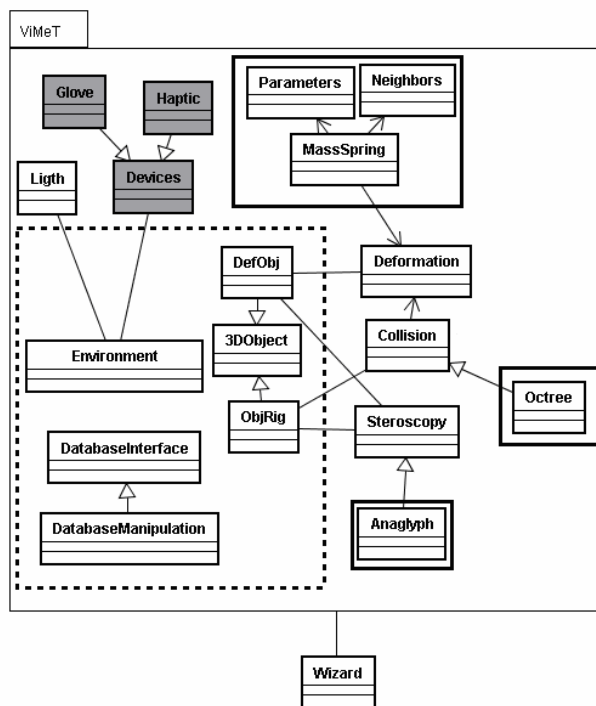 ViMeT
Parameters
Neighbors
Glove
Haptic
MassSpring
Ligth
Devices
DefObj
Deformation
3DObject
Collision
Environment
Octree
ObjRig
Steroscopy
DatabaseInterface
DatabaseManipulation
Anaglyph
Wizard